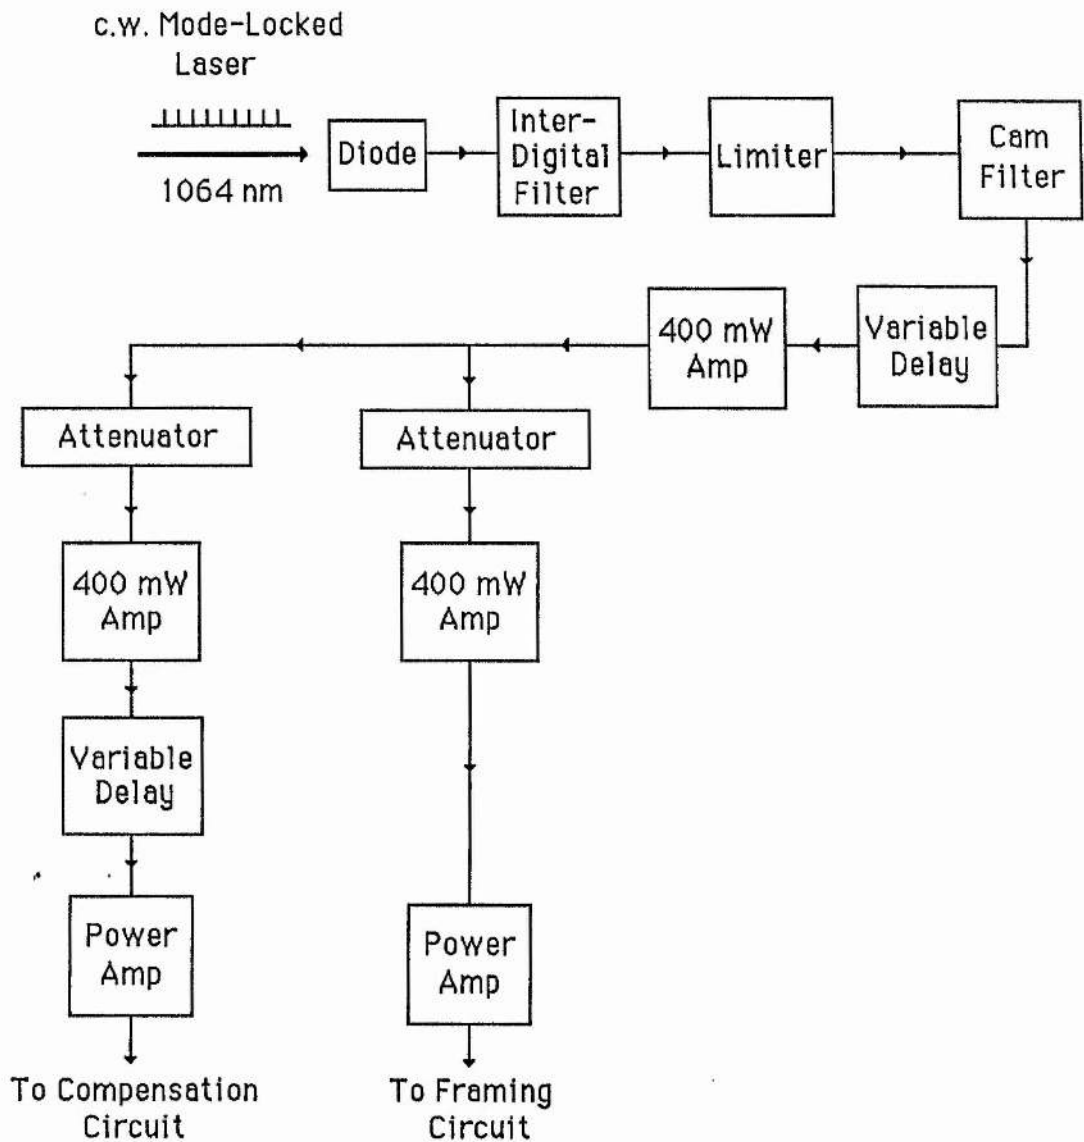 c.w. Mode-Locked
Laser
1064 nm
Diode
Inter-
Digital
Filter
Limiter
Cam
Filter
Variable
Delay
400 mW
Amp
Attenuator
Attenuator
400 mW
Amp
400 mW
Amp
Variable
Delay
Power
Amp
Power
Amp
To Compensation
Circuit
To Framing
Circuit